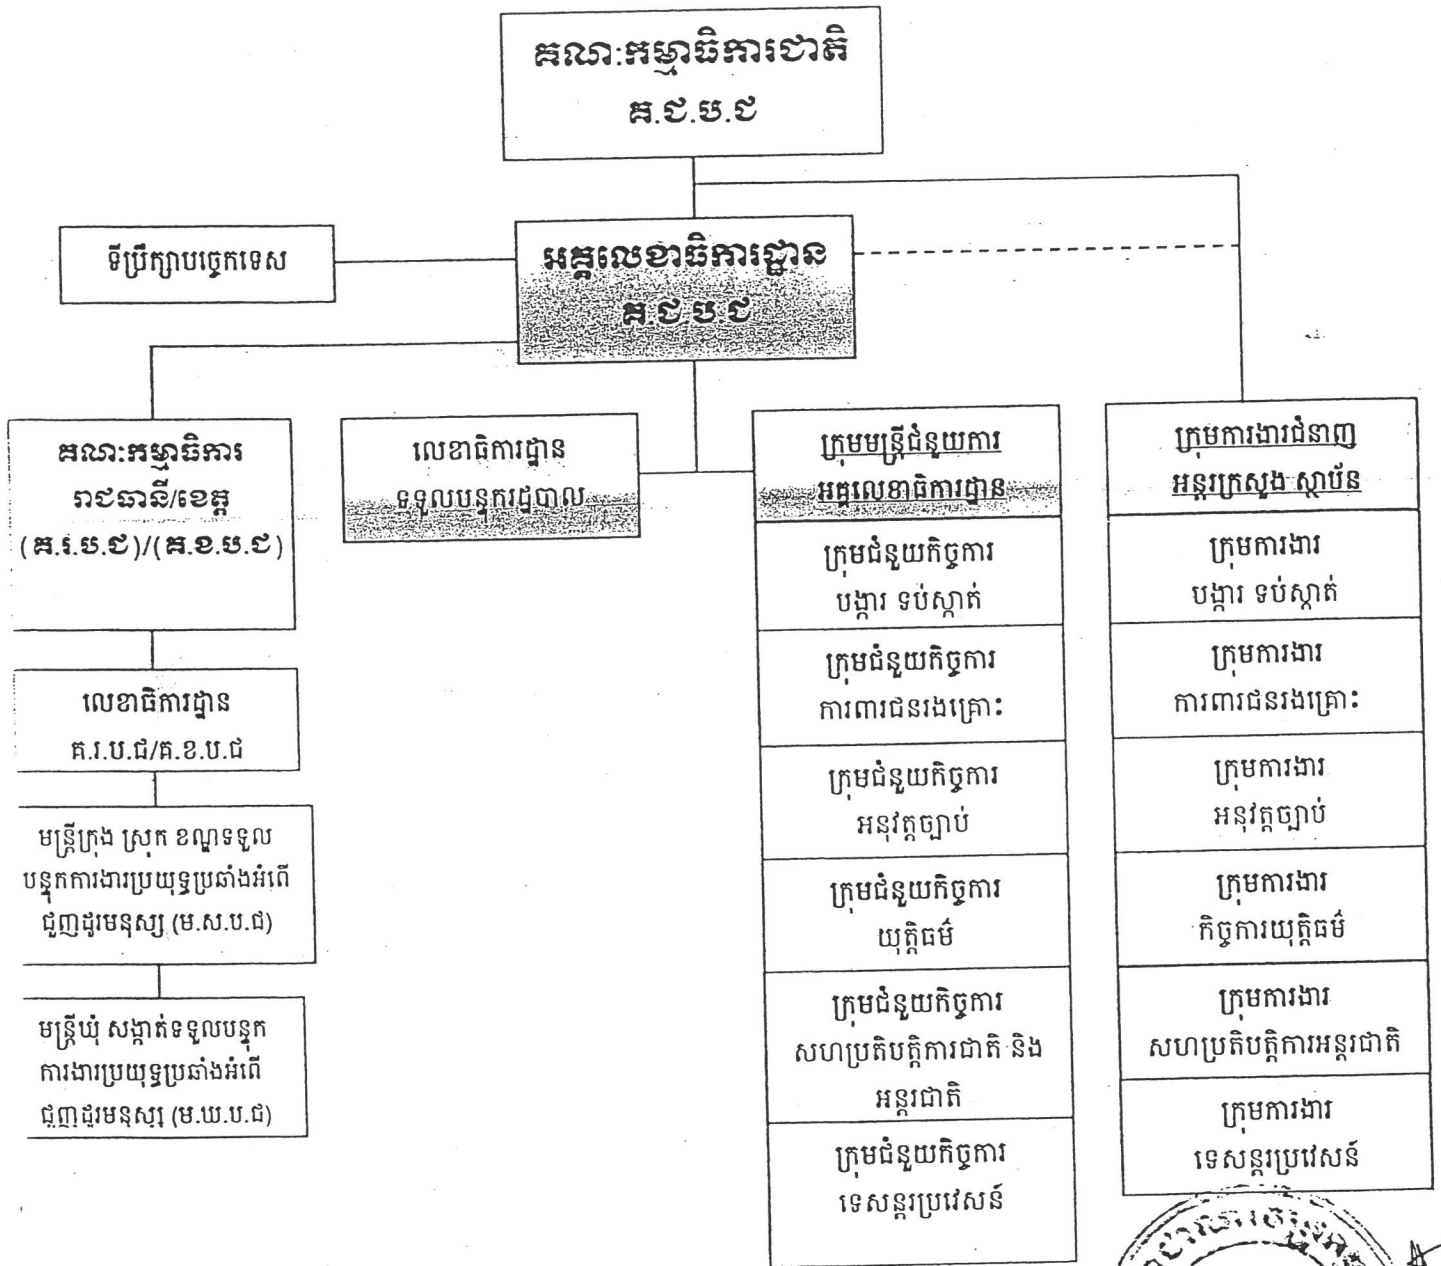 គណៈកម្មាធិការជាតិ
គ.ជ.ប.ជ
ទីប្រឹក្សាបច្ចេកទេស
អគ្គលេខាធិការដ្ឋាន
គ.ជ.ប.ជ
គណៈកម្មាធិការ
រាជធានី/ខេត្ត
(គ.រ.ប.ជ)/(គ.ខ.ប.ជ)
លេខាធិការដ្ឋាន
គ.រ.ប.ជ/គ.ខ.ប.ជ
មន្ត្រីក្រុង ស្រុក ខណ្ឌទទួល
បន្ទុកការងារប្រយុទ្ធប្រឆាំងអំពើ
ជួញដូរមនុស្ស (ម.ស.ប.ជ)
មន្ត្រីឃុំ សង្កាត់ទទួលបន្ទុក
ការងារប្រយុទ្ធប្រឆាំងអំពើ
ជួញដូរមនុស្ស (ម.ឃ.ប.ជ)
លេខាធិការដ្ឋាន
ទទួលបន្ទុករដ្ឋបាល
ក្រុមមន្ត្រីជំនួយការ
អគ្គលេខាធិការដ្ឋាន
ក្រុមជំនួយកិច្ចការ
បង្ការ ទប់ស្កាត់
ក្រុមជំនួយកិច្ចការ
ការពារជនរងគ្រោះ
ក្រុមជំនួយកិច្ចការ
អនុវត្តច្បាប់
ក្រុមជំនួយកិច្ចការ
យុត្តិធម៌
ក្រុមជំនួយកិច្ចការ
សហប្រតិបត្តិការជាតិ និង
អន្តរជាតិ
ក្រុមជំនួយកិច្ចការ
ទេសន្តរប្រវេសន៍
ក្រុមការងារជំនាញ
អន្តរក្រសួង ស្ថាប័ន
ក្រុមការងារ
បង្ការ ទប់ស្កាត់
ក្រុមការងារ
ការពារជនរងគ្រោះ
ក្រុមការងារ
អនុវត្តច្បាប់
ក្រុមការងារ
កិច្ចការយុត្តិធម៌
ក្រុមការងារ
សហប្រតិបត្តិការអន្តរជាតិ
ក្រុមការងារ
ទេសន្តរប្រវេសន៍